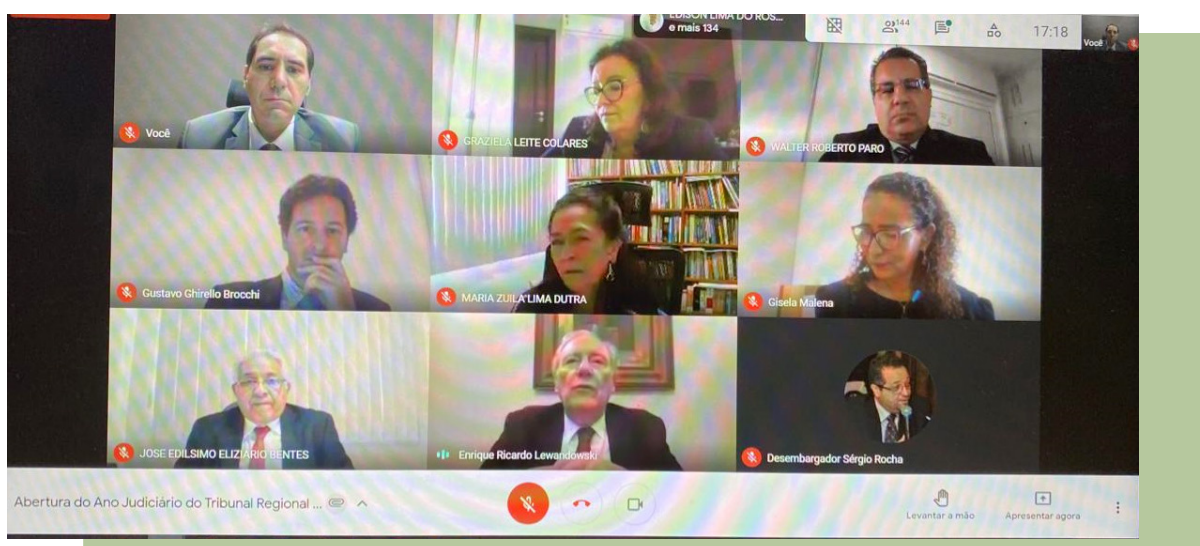 EDISON LIMA DO ROS...
e mais 134
144
17:18
Você
Você
GRAZIELA LEITE COLARES
WALTER ROBERTO PARO
Gustavo Ghirello Brocchi
MARIA ZUILA LIMA DUTRA
Gisela Malena
JOSE EDILSIMO ELIZIARIO BENTES
Enrique Ricardo Lewandowski
Desembargador Sérgio Rocha
Abertura do Ano Judiciário do Tribunal Regional ...
Levantar a mão
Apresentar agora